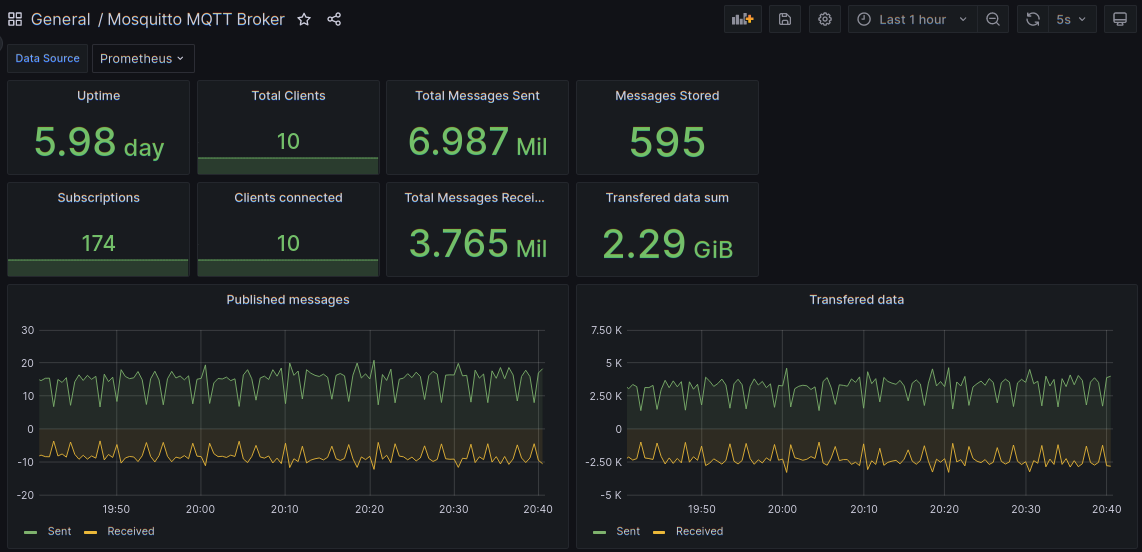 General / Mosquitto MQTT Broker
Last 1 hour
5s
Data Source
Prometheus
Uptime
5.98 day
Total Clients
10
Total Messages Sent
6.987 Mil
Messages Stored
595
Subscriptions
174
Clients connected
10
Total Messages Recei...
3.765 Mil
Transfered data sum
2.29 GiB
Published messages
30
20
10
0
-10
-20
19:50
20:00
20:10
20:20
20:30
20:40
Sent
Received
Transfered data
7.50 K
5 K
2.50 K
0
-2.50 K
-5 K
19:50
20:00
20:10
20:20
20:30
20:40
Sent
Received